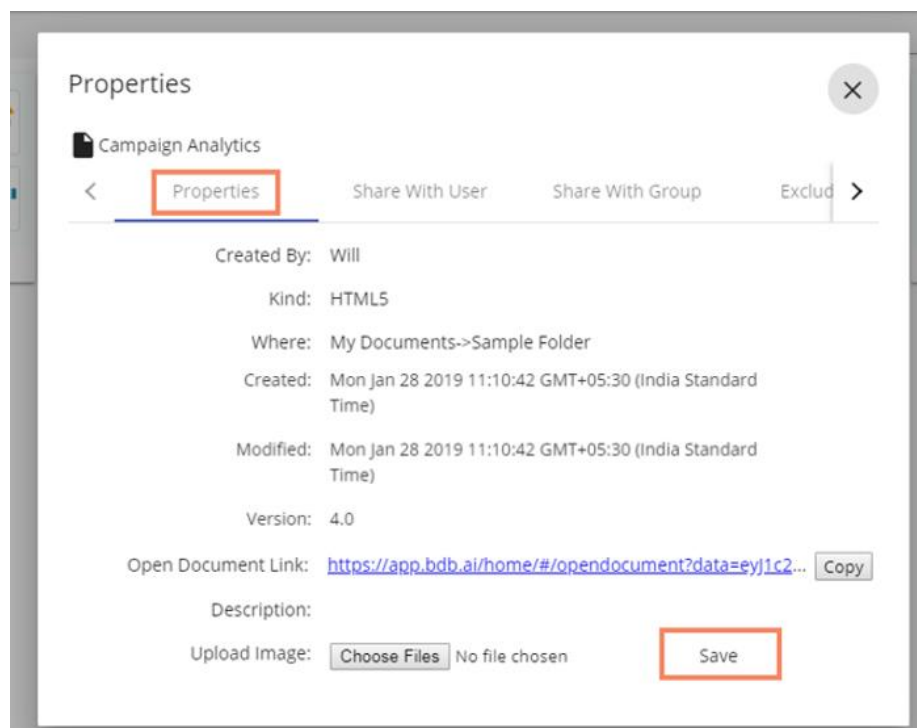 Properties
Campaign Analytics
Properties Share With User Share With Group Exclud
Created By: Will
Kind: HTML5
Where: My Documents->Sample Folder
Created: Mon Jan 28 2019 11:10:42 GMT+05:30 (India Standard
Time)
Modified: Mon Jan 28 2019 11:10:42 GMT+05:30 (India Standard
Time)
Version: 4.0
Open Document Link: https://app.bdb.ai/home/#/opendocument?data=eyJ1c2... Copy
Description:
Upload Image: Choose Files No file chosen Save